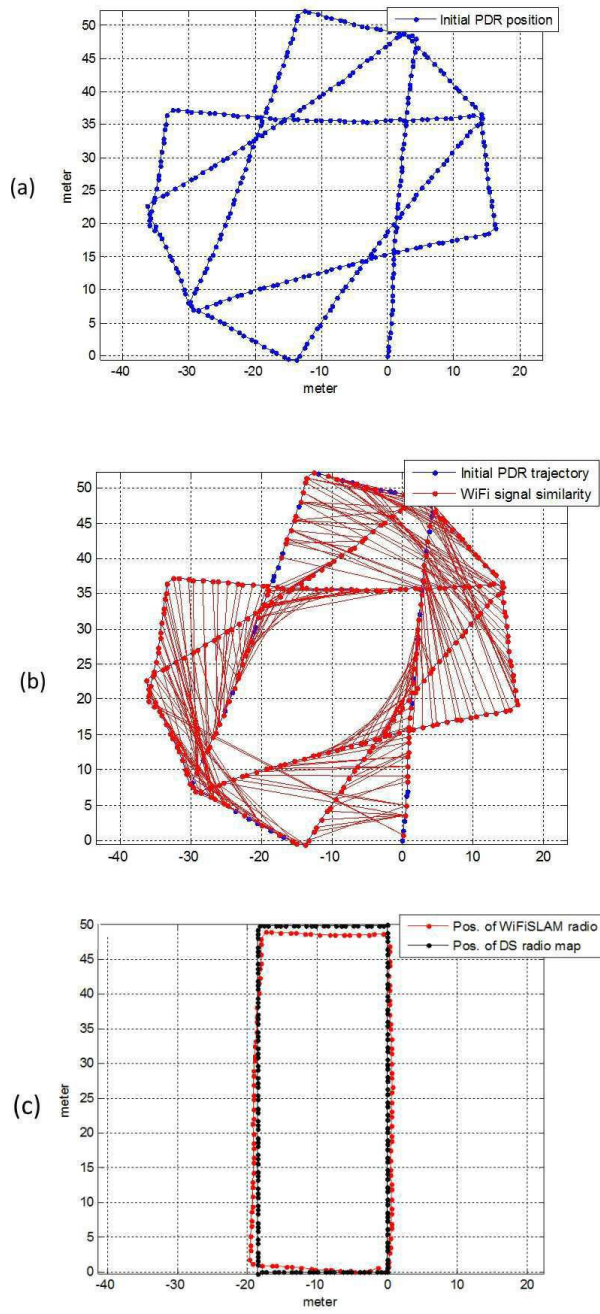 50
45
40
35
30
25
20
15
10
5
0
meter
-40 -30 -20 -10 0 10 20
meter
Initial PDR position
(a)
50
45
40
35
30
25
20
15
10
5
0
-40 -30 -20 -10 0 10 20
Initial PDR trajectory
WiFi signal similarity
(b)
50
45
40
35
30
25
20
15
10
5
0
meter
-40 -30 -20 -10 0 10 20
meter
Pos. of WiFiSLAM radio
Pos. of DS radio map
(c)